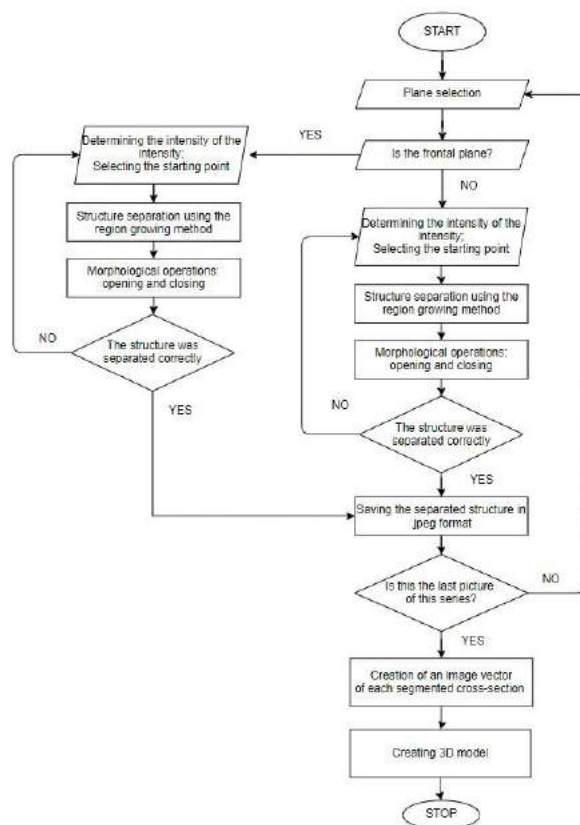 START
Plane selection
Is the frontal plane?
YES
NO
Determining the intensity of the
intensity;
Selecting the starting point
Structure separation using the
region growing method
Morphological operations:
opening and closing
The structure was
separated correctly
NO
YES
Determining the intensity of the
intensity;
Selecting the starting point
Structure separation using the
region growing method
Morphological operations:
opening and closing
The structure was
separated correctly
NO
YES
Saving the separated structure in
jpeg format
Is this the last picture
of this series?
NO
YES
Creation of an image vector
of each segmented cross-section
Creating 3D model
STOP